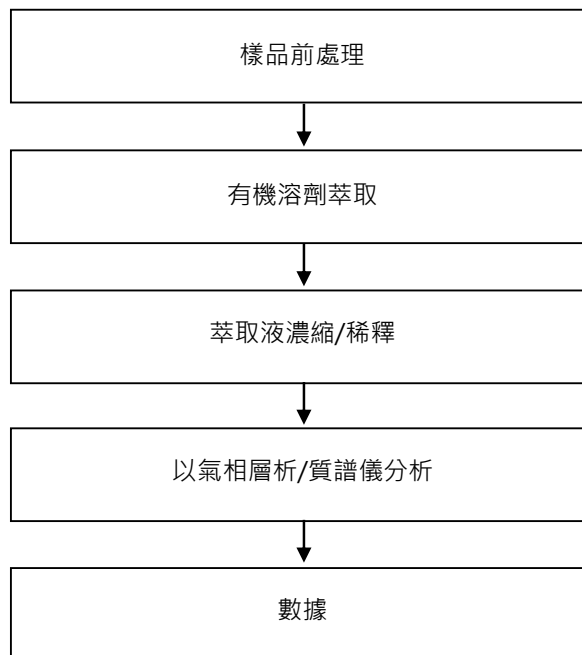 樣品前處理
有機溶劑萃取
萃取液濃縮/稀釋
以氣相層析/質譜儀分析
數據